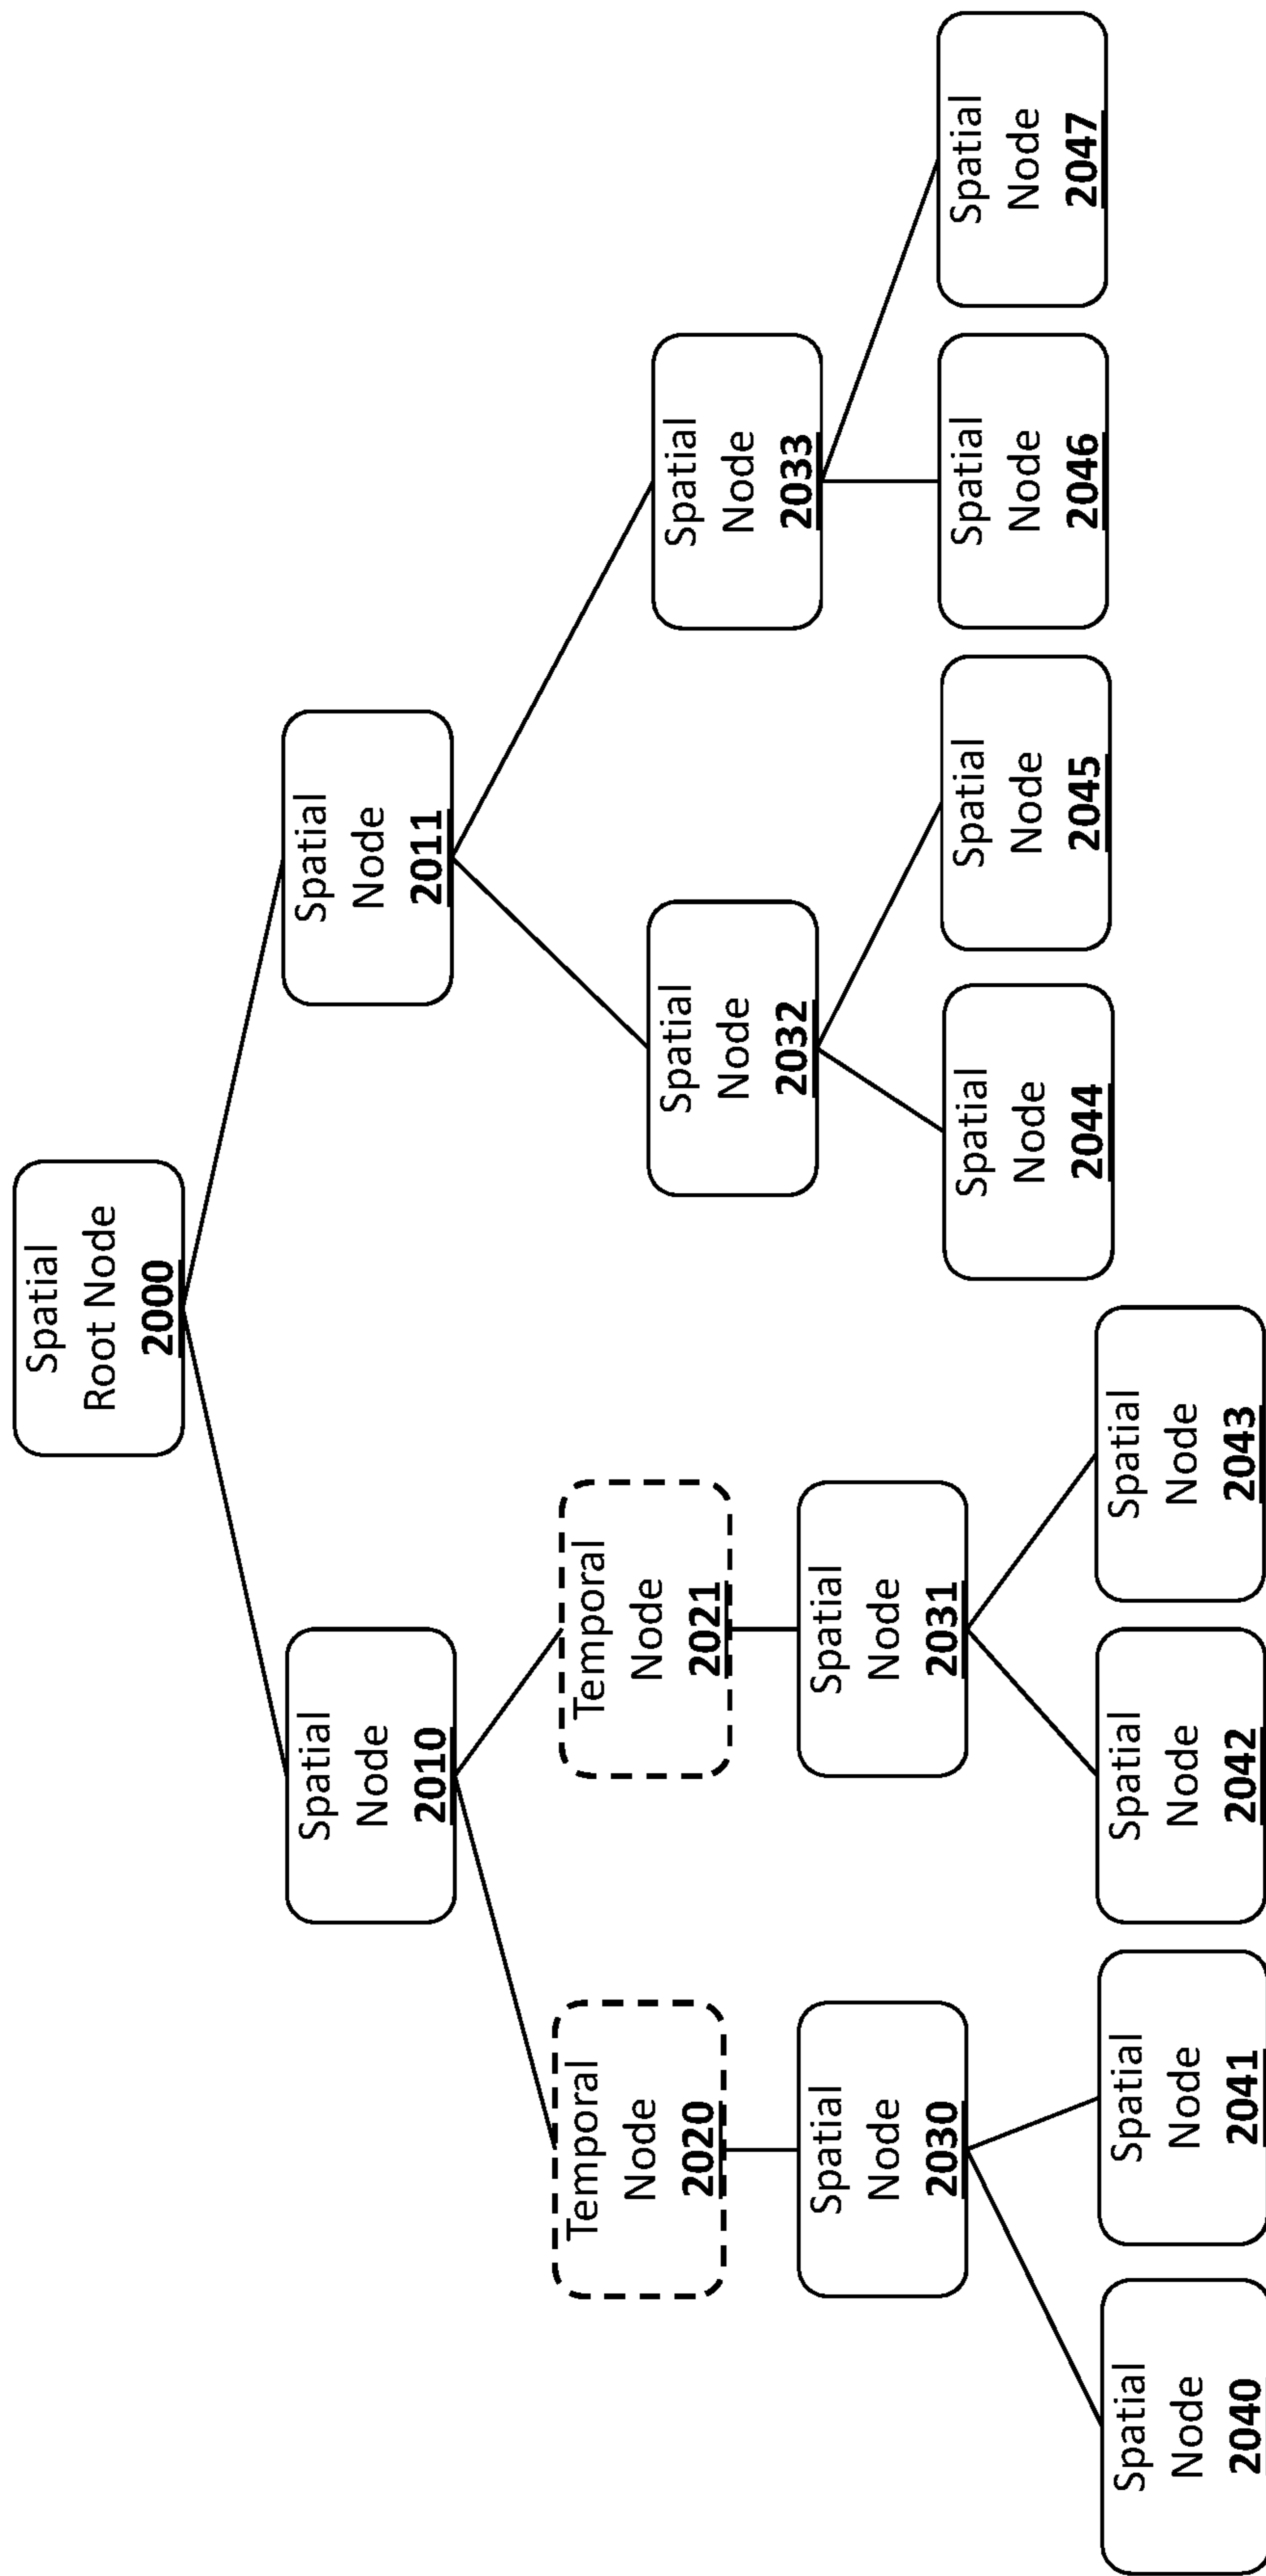 Spatial
Root Node
2000
Spatial
Node
2010
Spatial
Node
2011
Temporal
Node
2020
Temporal
Node
2021
Spatial
Node
2030
Spatial
Node
2031
Spatial
Node
2032
Spatial
Node
2033
Spatial
Node
2040
Spatial
Node
2041
Spatial
Node
2042
Spatial
Node
2043
Spatial
Node
2044
Spatial
Node
2045
Spatial
Node
2046
Spatial
Node
2047